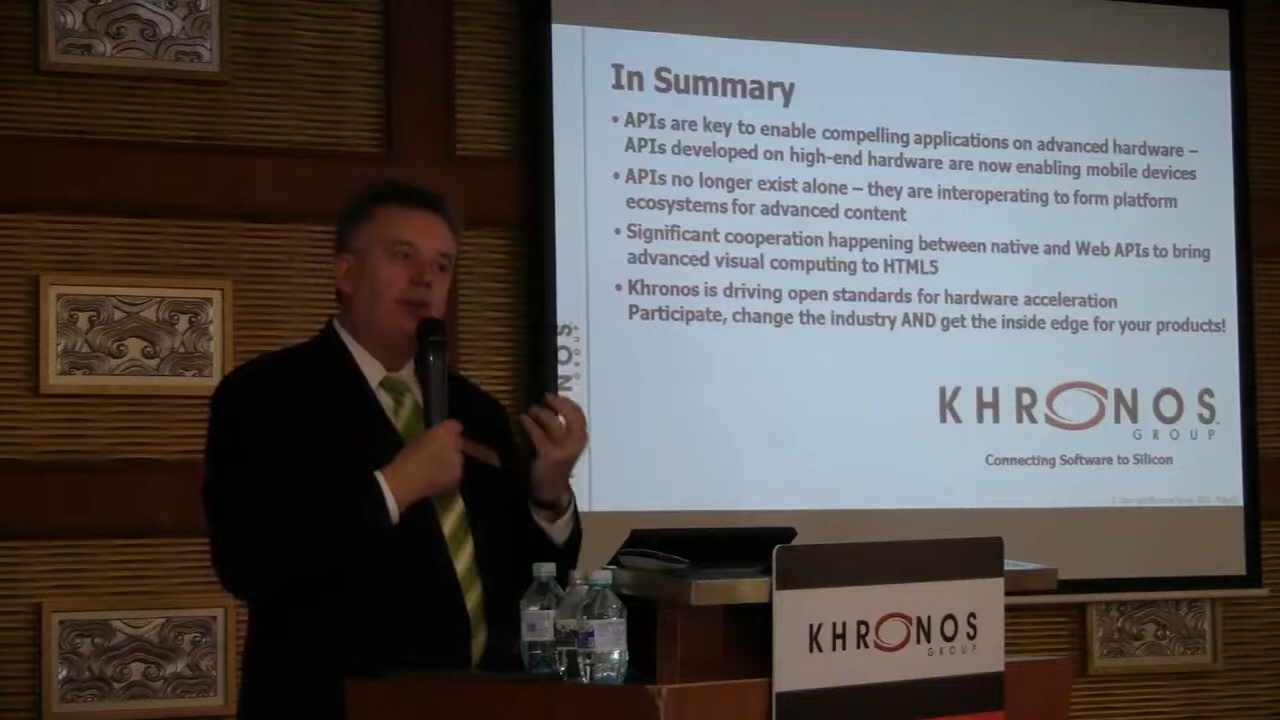 In Summary
• APIs are key to enable compelling applications on advanced hardware –
APIs developed on high-end hardware are now enabling mobile devices
• APIs no longer exist alone – they are interoperating to form platform
ecosystems for advanced content
• Significant cooperation happening between native and Web APIs to bring
advanced visual computing to HTML5
• Khronos is driving open standards for hardware acceleration
Participate, change the industry AND get the inside edge for your products!
KHRONOS
GROUP
Connecting Software to Silicon
KHRONOS
GROUP